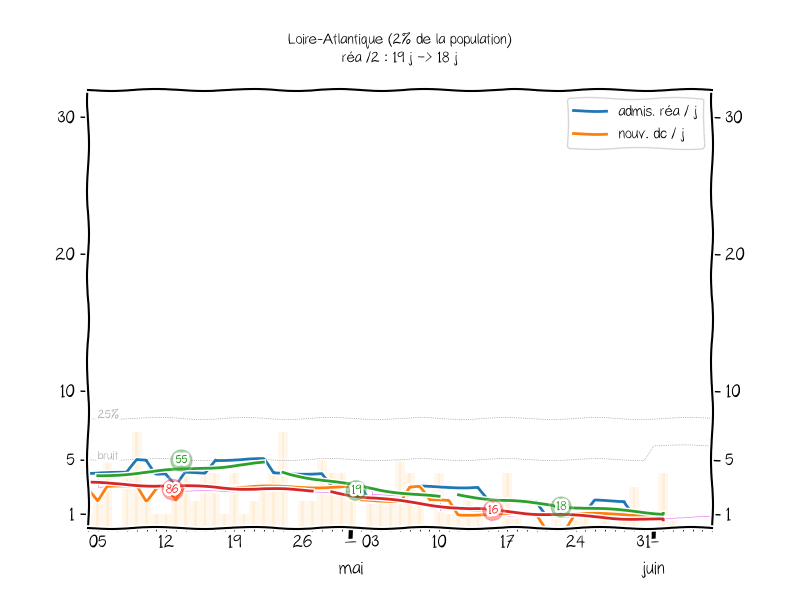 Loire-Atlantique (2% de la population)
réa /2 : 19 j -> 18 j
admis. réa / j
nouv. dc / j
30
30
20
20
10
10
25%
bruit
5
5
1
1
55
86
19
16
18
05 12 19 26 03 10 17 24 31
mai juin